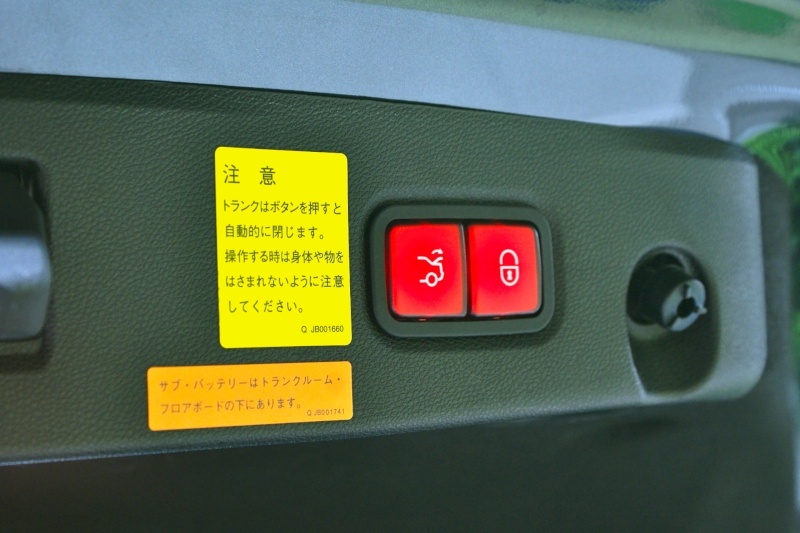 注 意
トランクはボタンを押すと
自動的に閉じます。
操作する時は身体や物を
はさまれないように注意
してください。
Q JB001660
サブ・バッテリーはトランクルーム・
フロアボードの下にあります。
Q JB001741